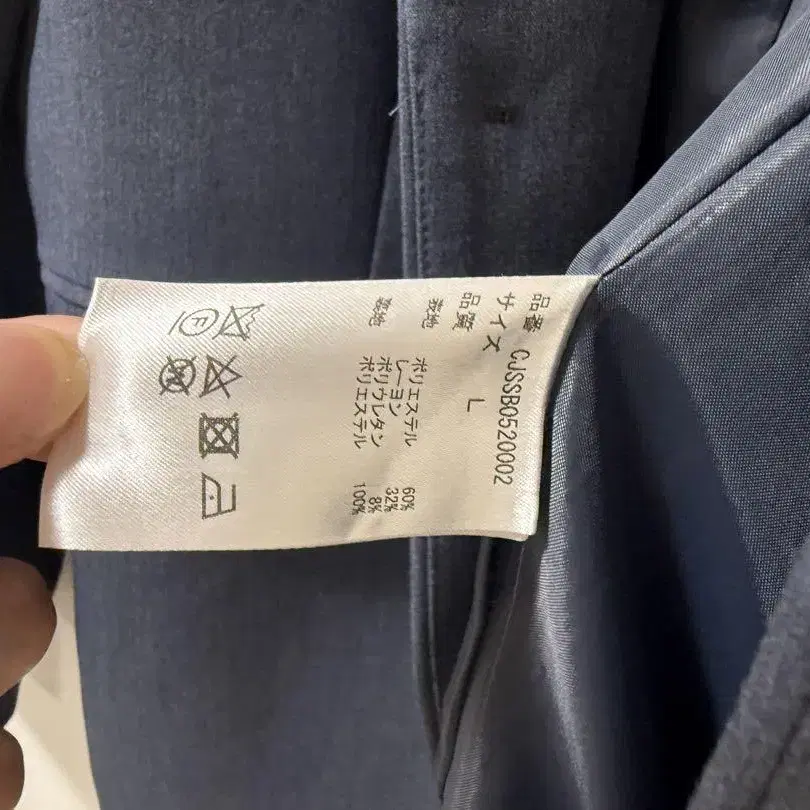 品番 CJSSB0520002
サイズ L
品質
表地 ポリエステル 60%
レーヨン 32%
ポリウレタン 8%
裏地 ポリエステル 100%
F
W